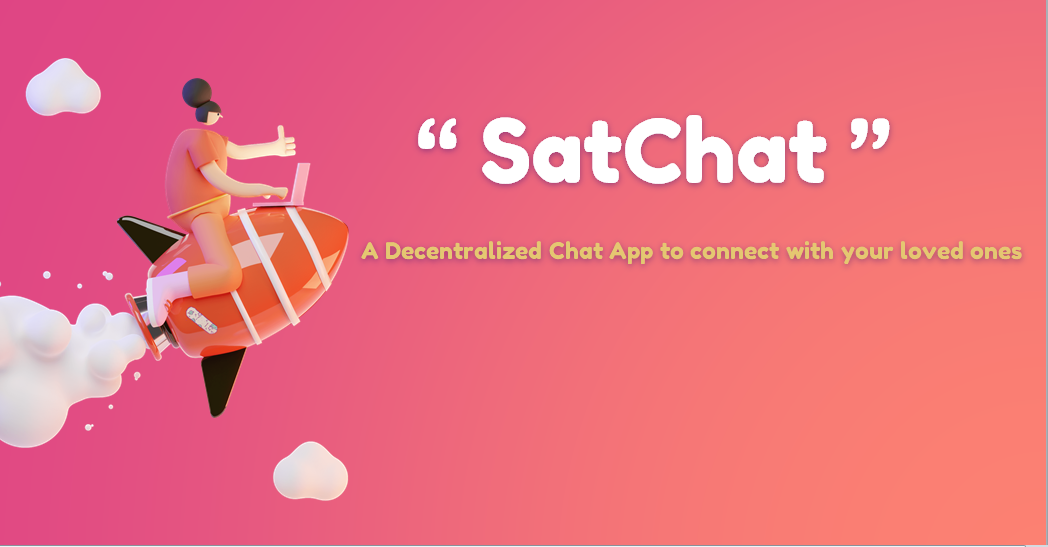 “ SatChat ”
A Decentralized Chat App to connect with your loved ones